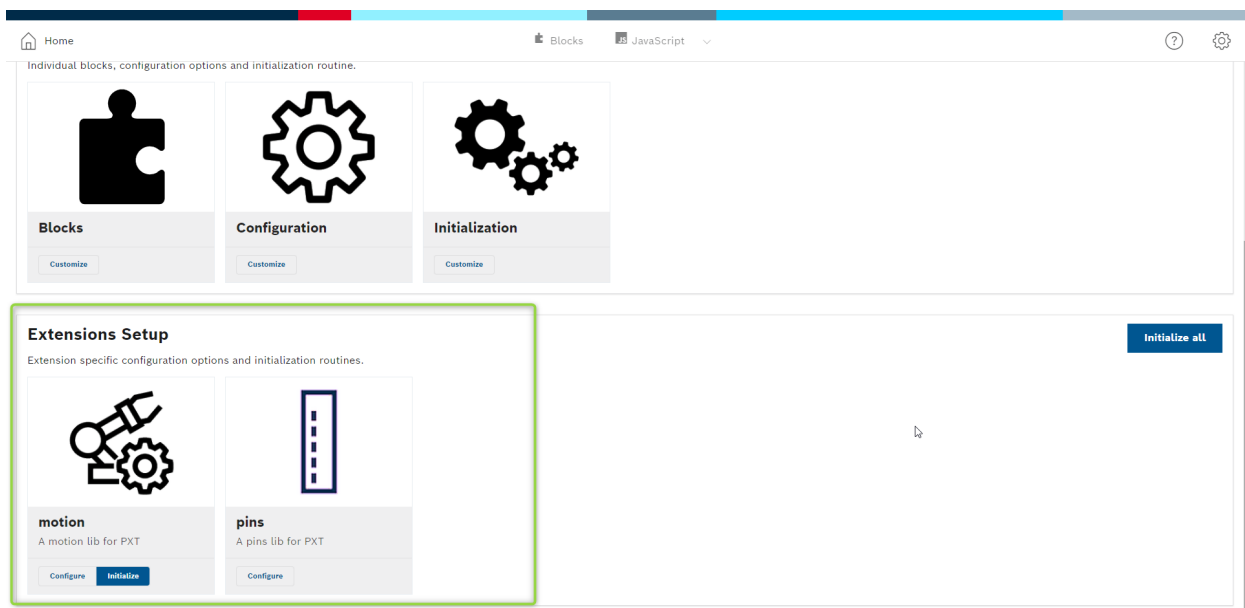 Home
Blocks
JS JavaScript
?
Individual blocks, configuration options and initialization routine.
Blocks
Configuration
Initialization
Customize
Customize
Customize
Extensions Setup
Initialize all
Extension specific configuration options and initialization routines.
motion
pins
A motion lib for PXT
A pins lib for PXT
Configure
Initialize
Configure